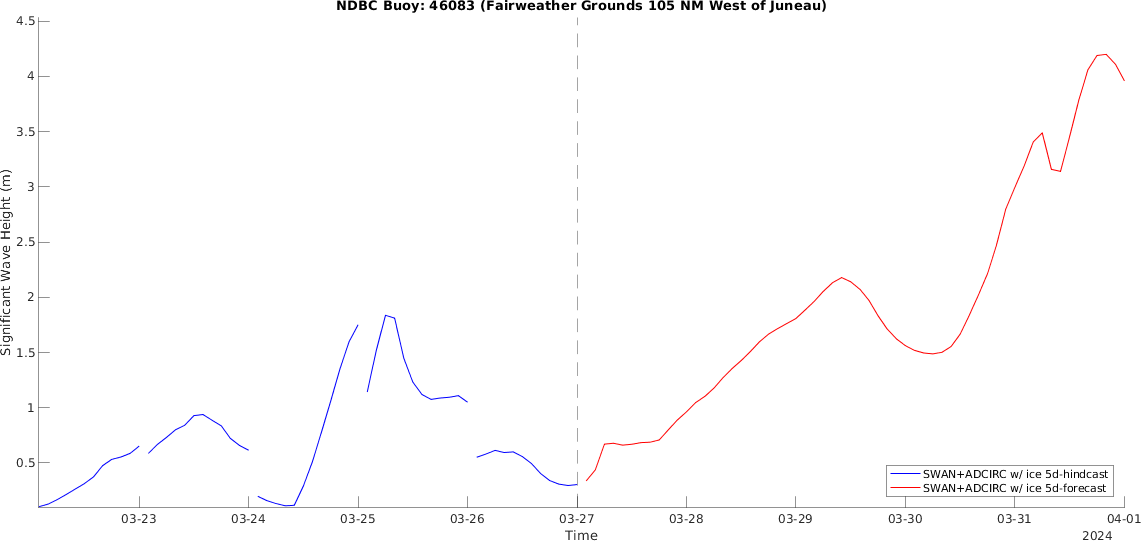 NDBC Buoy: 46083 (Fairweather Grounds 105 NM West of Juneau)
Significant Wave Height (m)
4.5
4
3.5
3
2.5
2
1.5
1
0.5
SWAN+ADCIRC w/ ice 5d-hindcast
SWAN+ADCIRC w/ ice 5d-forecast
03-23 03-24 03-25 03-26 03-27 03-28 03-29 03-30 03-31 04-01
Time
2024